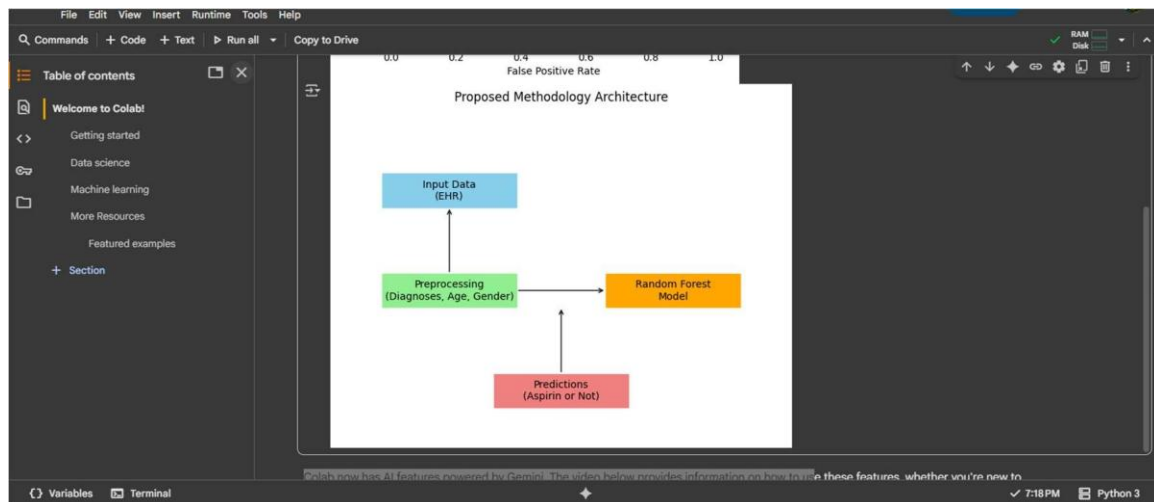 File Edit View Insert Runtime Tools Help
Commands + Code + Text Run all Copy to Drive
RAM
Disk
Table of contents
Welcome to Colab!
Getting started
Data science
Machine learning
More Resources
Featured examples
+ Section
0.0 0.2 0.4 0.6 0.8 1.0
False Positive Rate
Proposed Methodology Architecture
Input Data
(EHR)
Preprocessing
(Diagnoses, Age, Gender)
Random Forest
Model
Predictions
(Aspirin or Not)
Colab now has AI features powered by Gemini. The video below provides information on how to use these features, whether you're new to
{} Variables Terminal
7:18 PM Python 3